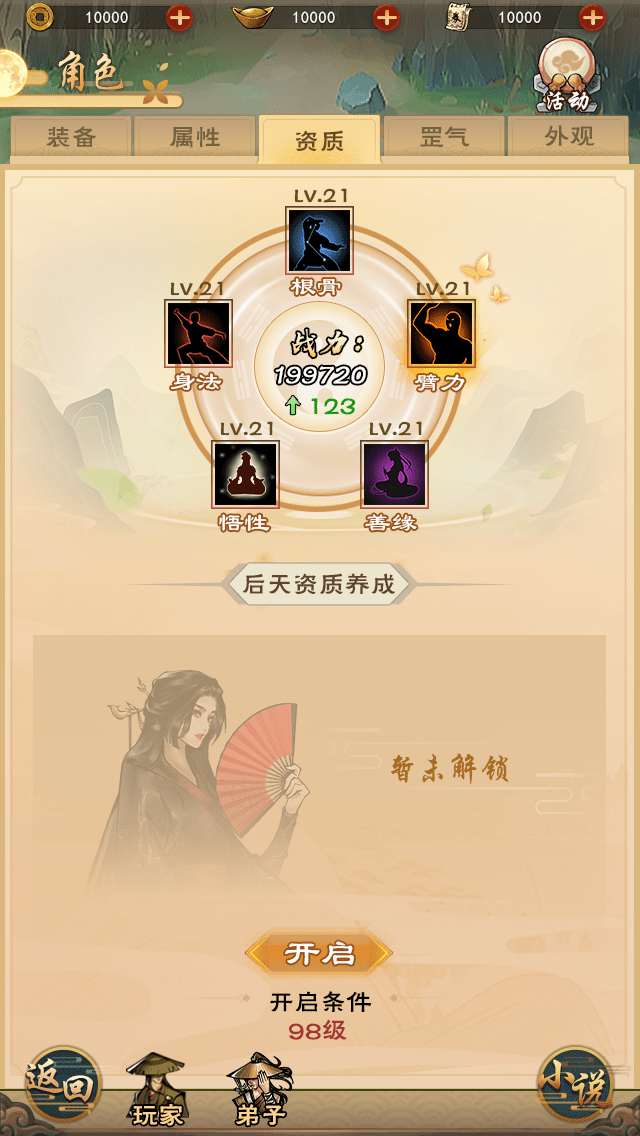 10000
10000
10000
角色
活动
装备
属性
资质
罡气
外观
LV.21
根骨
LV.21
身法
LV.21
臂力
战力：
199720
123
LV.21
悟性
LV.21
善缘
后天资质养成
暂未解锁
开启
开启条件
98级
返回
玩家
弟子
小说